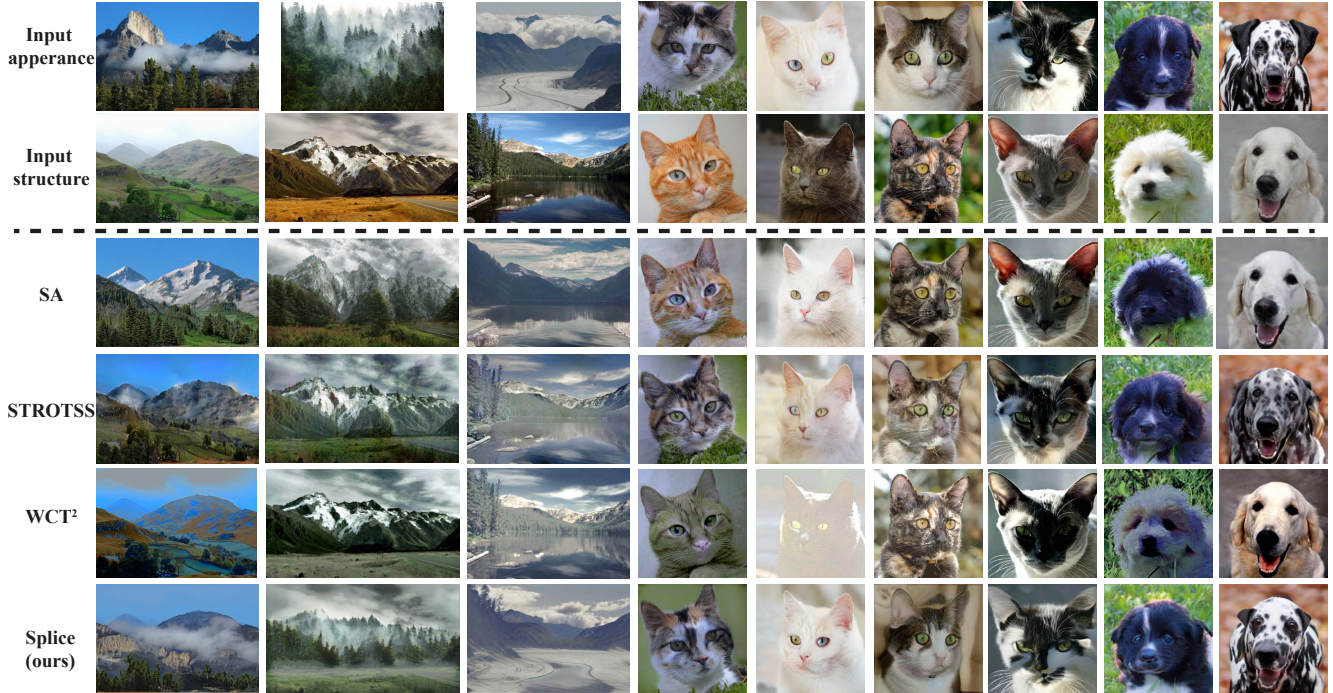 Input
apperance
Input
structure
SA
STROTSS
WCT²
Splice
(ours)